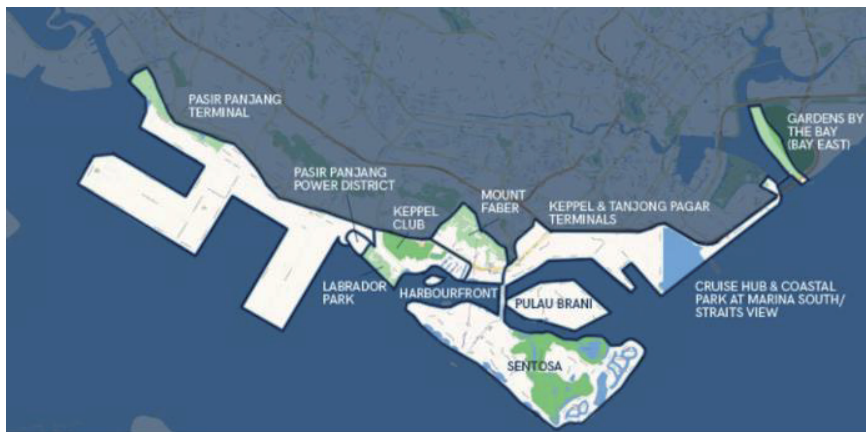 PASIR PANJANG
TERMINAL
GARDENS BY
THE BAY
(BAY EAST)
PASIR PANJANG
POWER DISTRICT
MOUNT
FABER
KEPPEL
CLUB
KEPPEL & TANJONG PAGAR
TERMINALS
LABRADOR
PARK
HARBOURFRONT
PULAU BRANI
CRUISE HUB & COASTAL
PARK AT MARINA SOUTH/
STRAITS VIEW
SENTOSA